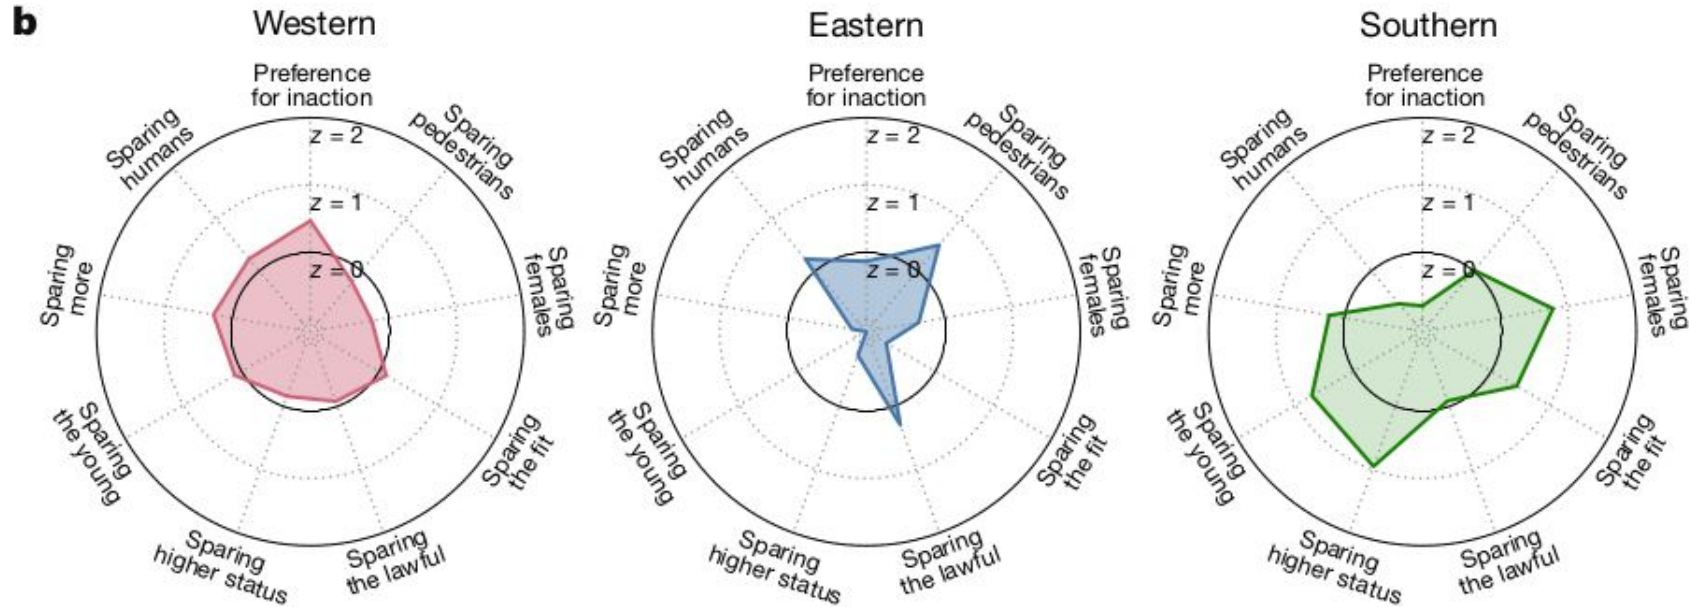 b
Western
Preference
for inaction
Sparing
pedestrians
Sparing
females
Sparing
the fit
Sparing
the lawful
Sparing
higher status
Sparing
the young
Sparing
more
Sparing
humans
z = 2
z = 1
z = 0
Eastern
Preference
for inaction
Sparing
pedestrians
Sparing
females
Sparing
the fit
Sparing
the lawful
Sparing
higher status
Sparing
the young
Sparing
more
Sparing
humans
z = 2
z = 1
z = 0
Southern
Preference
for inaction
Sparing
pedestrians
Sparing
females
Sparing
the fit
Sparing
the lawful
Sparing
higher status
Sparing
the young
Sparing
more
Sparing
humans
z = 2
z = 1
z = 0